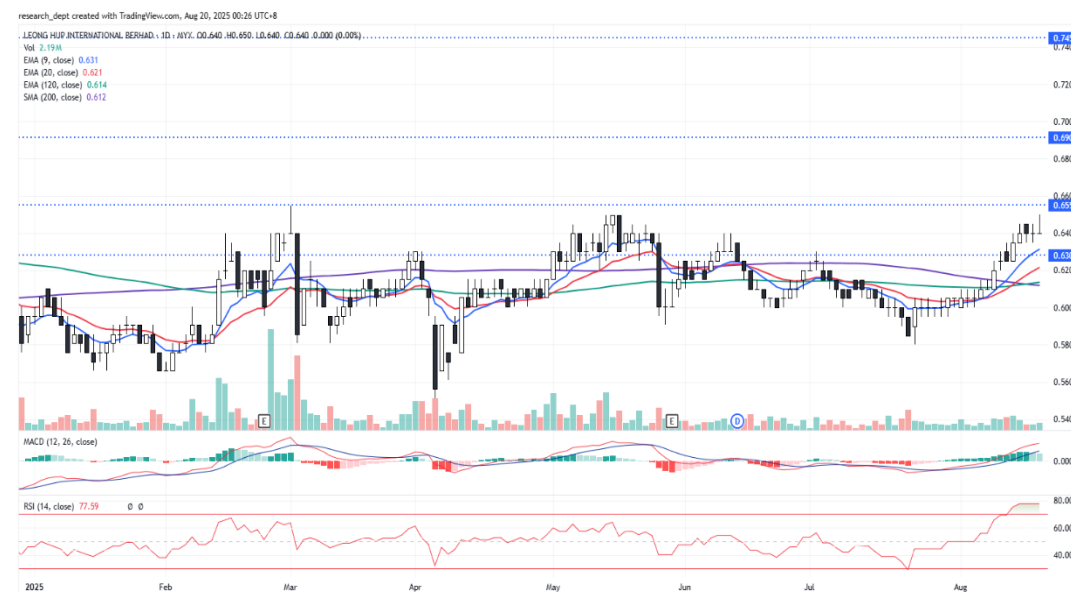 research_dept created with TradingView.com, Aug 20, 2025 00:26 UTC+8
LEONG HUP INTERNATIONAL BERHAD · 1D · MYX O0.640 H0.650 L0.640 C0.640 0.000 (0.00%)
Vol 2.19M
EMA (9, close) 0.631
EMA (20, close) 0.621
EMA (120, close) 0.614
SMA (200, close) 0.612
0.745
0.740
0.720
0.700
0.690
0.680
0.660
0.655
0.640
0.630
0.620
0.600
0.580
0.560
0.540
E E D
MACD (12, 26, close)
0.000
RSI (14, close) 77.59 Ø Ø
80.00
40.00
2025 Feb Mar Apr May Jun Jul Aug